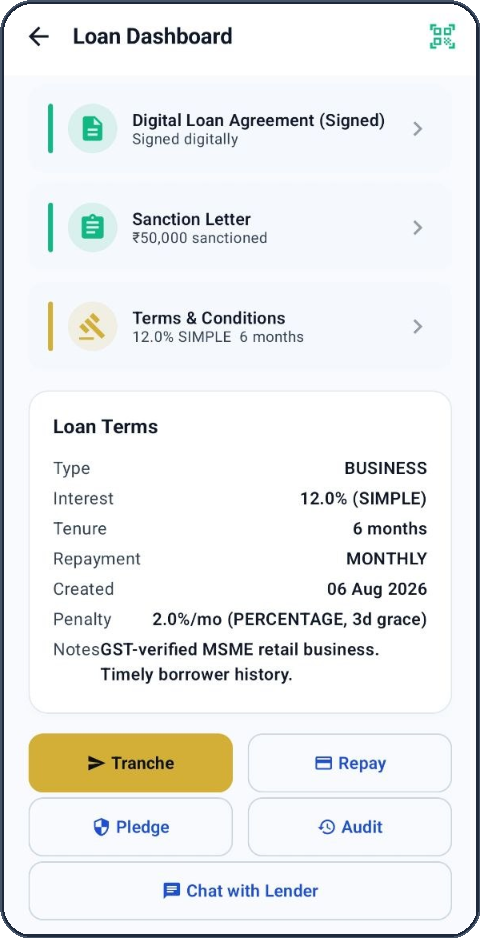 Loan Dashboard
Digital Loan Agreement (Signed)
Signed digitally
Sanction Letter
₹50,000 sanctioned
Terms & Conditions
12.0% SIMPLE 6 months
Loan Terms
Type BUSINESS
Interest 12.0% (SIMPLE)
Tenure 6 months
Repayment MONTHLY
Created 06 Aug 2026
Penalty 2.0%/mo (PERCENTAGE, 3d grace)
Notes GST-verified MSME retail business.
Timely borrower history.
Tranche Repay
Pledge Audit
Chat with Lender